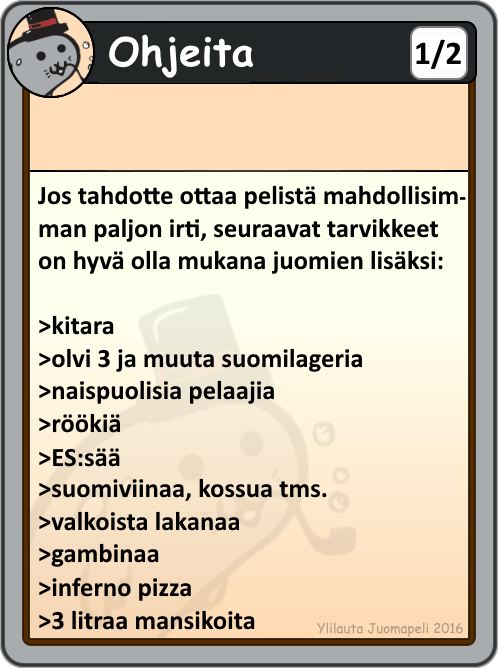 Ohjeita
1/2
Jos tahdotte ottaa pelistä mahdollisim-
man paljon irti, seuraavat tarvikkeet
on hyvä olla mukana juomien lisäksi:
>kitara
>olvi 3 ja muuta suomilageria
>naispuolisia pelaajia
>röökiä
>ES:sää
>suomiviinaa, kossua tms.
>valkoista lakanaa
>gambinaa
>inferno pizza
>3 litraa mansikoita
Ylilauta Juomapeli 2016